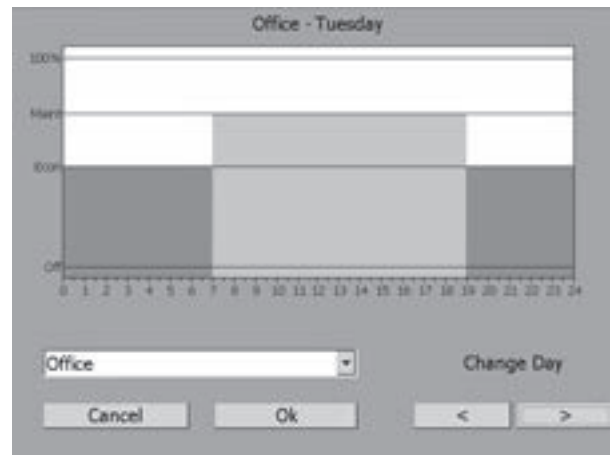 Office - Tuesday
100%
Off
0 1 2 3 4 5 6 7 8 9 10 11 12 13 14 15 16 17 18 19 20 21 22 23 24
Office
Change Day
Cancel
Ok
<
>